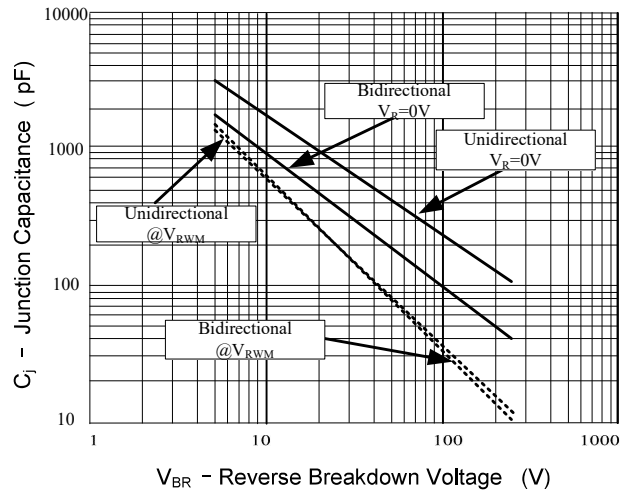 10000
1000
100
10
1
10
100
1000
Bidirectional
V_R=0V
Unidirectional
V_R=0V
Unidirectional
@V_RWM
Bidirectional
@V_RWM
C_j – Junction Capacitance ( pF)
V_BR – Reverse Breakdown Voltage (V)